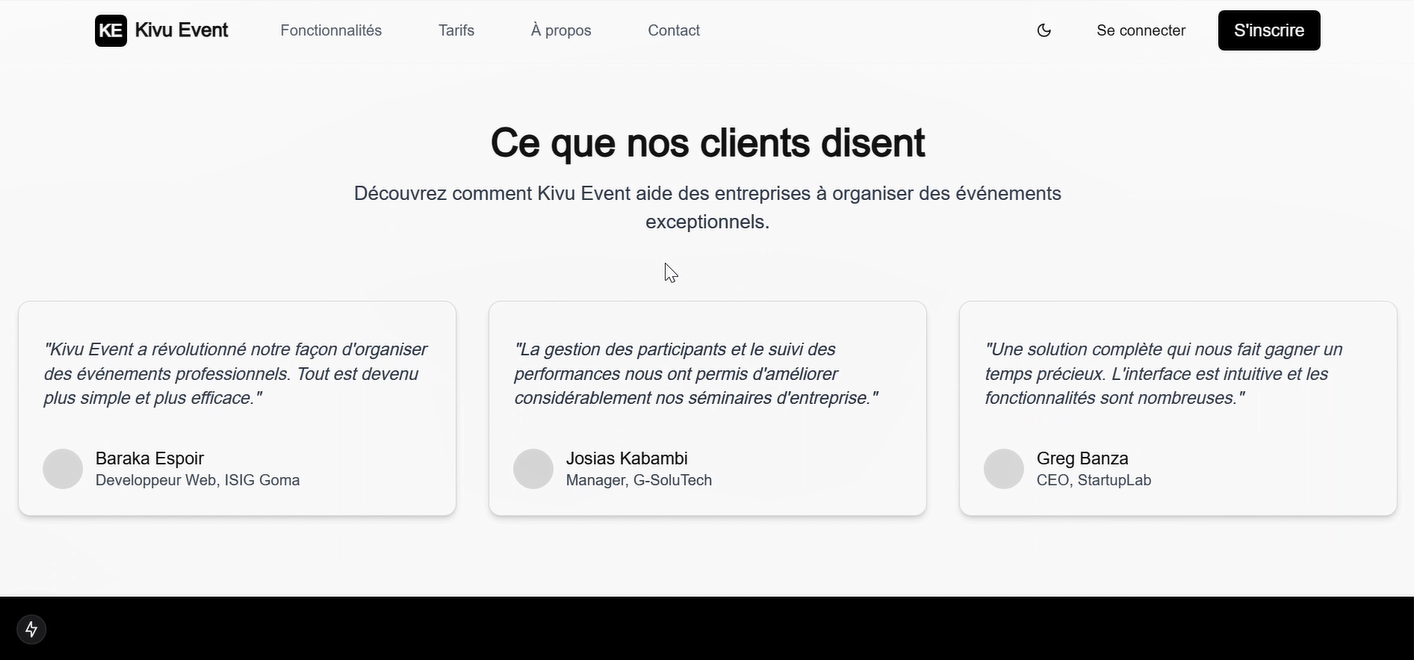 KE Kivu Event Fonctionnalités Tarifs À propos Contact Se connecter S'inscrire
Ce que nos clients disent
Découvrez comment Kivu Event aide des entreprises à organiser des événements
exceptionnels.
"Kivu Event a révolutionné notre façon d'organiser
des événements professionnels. Tout est devenu
plus simple et plus efficace."
Baraka Espoir
Developpeur Web, ISIG Goma
"La gestion des participants et le suivi des
performances nous ont permis d'améliorer
considérablement nos séminaires d'entreprise."
Josias Kabambi
Manager, G-SoluTech
"Une solution complète qui nous fait gagner un
temps précieux. L'interface est intuitive et les
fonctionnalités sont nombreuses."
Greg Banza
CEO, StartupLab